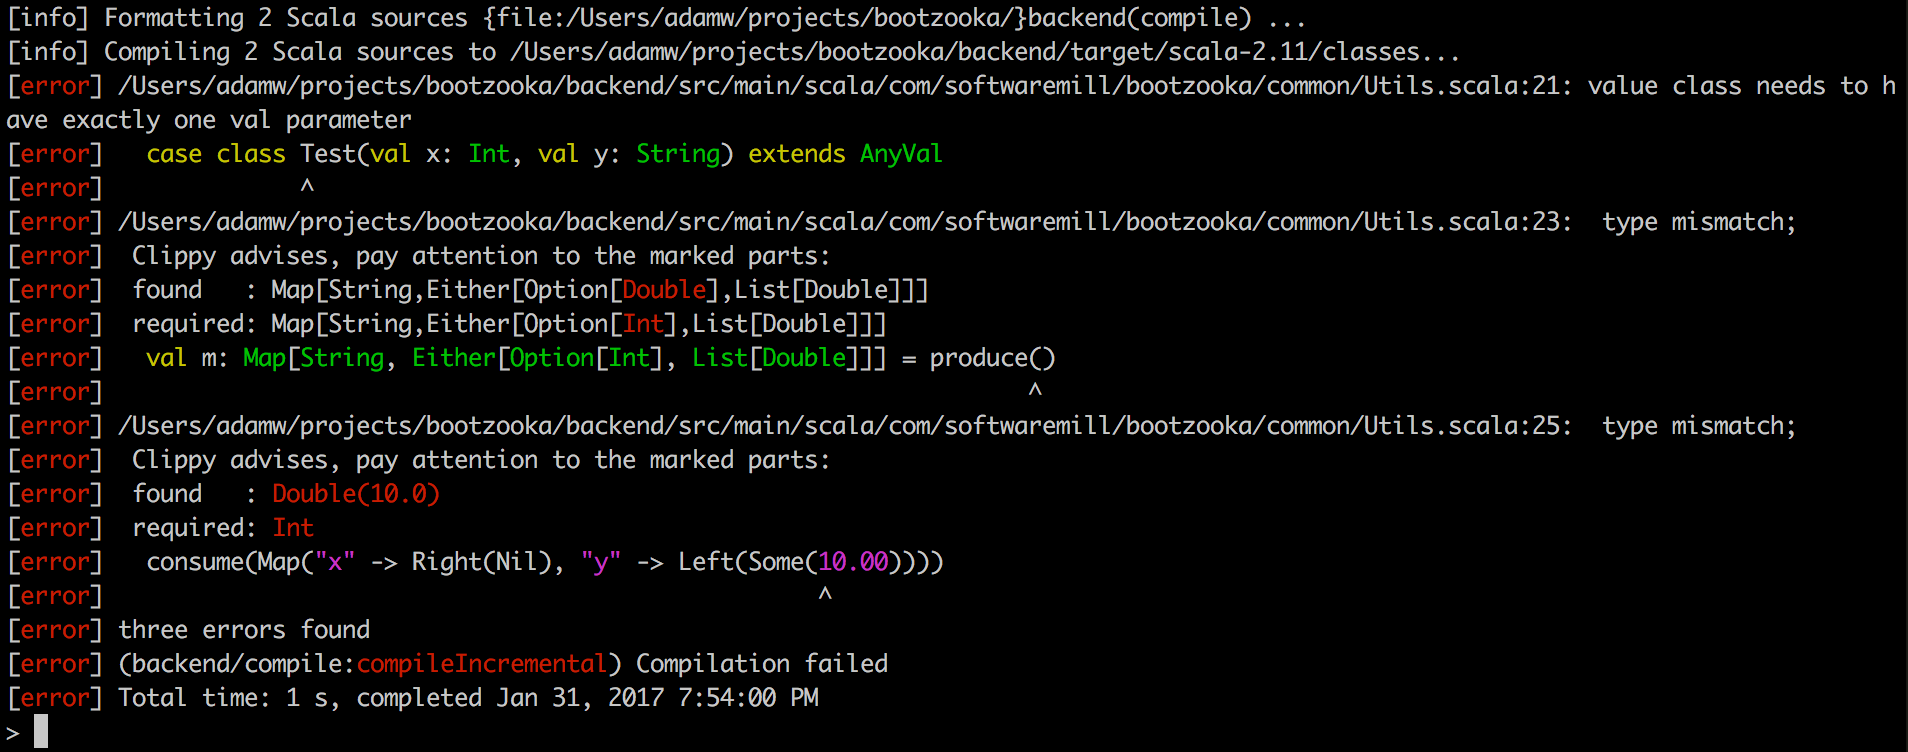 [info] Formatting 2 Scala sources {file:/Users/adamw/projects/bootzooka/}backend(compile) ...
[info] Compiling 2 Scala sources to /Users/adamw/projects/bootzooka/backend/target/scala-2.11/classes...
[error] /Users/adamw/projects/bootzooka/backend/src/main/scala/com/softwaremill/bootzooka/common/Utils.scala:21: value class needs to h
ave exactly one val parameter
[error]   case class Test(val x: Int, val y: String) extends AnyVal
[error]              ^
[error] /Users/adamw/projects/bootzooka/backend/src/main/scala/com/softwaremill/bootzooka/common/Utils.scala:23:  type mismatch;
[error]  Clippy advises, pay attention to the marked parts:
[error]  found   : Map[String,Either[Option[Double],List[Double]]]
[error]  required: Map[String,Either[Option[Int],List[Double]]]
[error]   val m: Map[String, Either[Option[Int], List[Double]]] = produce()
[error]                                                                  ^
[error] /Users/adamw/projects/bootzooka/backend/src/main/scala/com/softwaremill/bootzooka/common/Utils.scala:25:  type mismatch;
[error]  Clippy advises, pay attention to the marked parts:
[error]  found   : Double(10.0)
[error]  required: Int
[error]   consume(Map("x" -> Right(Nil), "y" -> Left(Some(10.00))))
[error]                                                   ^
[error] three errors found
[error] (backend/compile:compileIncremental) Compilation failed
[error] Total time: 1 s, completed Jan 31, 2017 7:54:00 PM
>